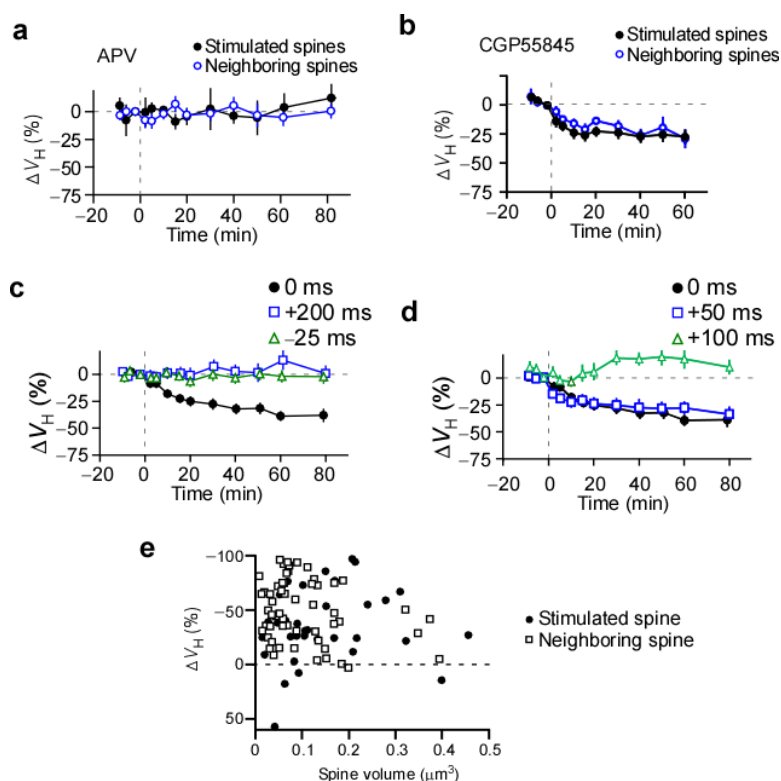 a
APV
Stimulated spines
Neighboring spines
ΔVH (%)
0
−25
−50
−75
−20
0
20
40
60
80
Time (min)
b
CGP55845
Stimulated spines
Neighboring spines
ΔVH (%)
0
−25
−50
−75
−20
0
20
40
60
Time (min)
c
0 ms
+200 ms
−25 ms
ΔVH (%)
0
−25
−50
−75
−20
0
20
40
60
80
Time (min)
d
0 ms
+50 ms
+100 ms
ΔVH (%)
0
−25
−50
−75
−20
0
20
40
60
80
Time (min)
e
ΔVH (%)
−100
−50
0
50
0
0.1
0.2
0.3
0.4
0.5
Spine volume (μm³)
Stimulated spine
Neighboring spine